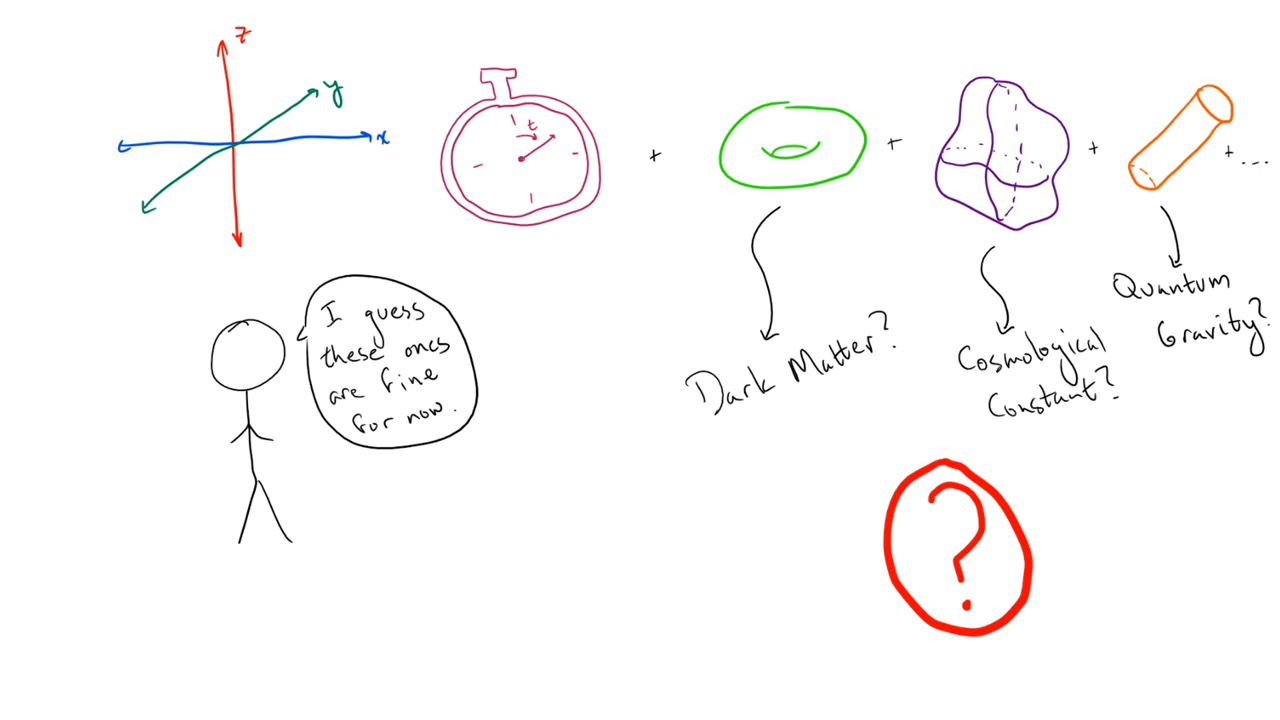 z
y
x
t
+
+
+
+ ...
I guess
these ones
are fine
for now.
Dark Matter?
Cosmological
Constant?
Quantum
Gravity?
?